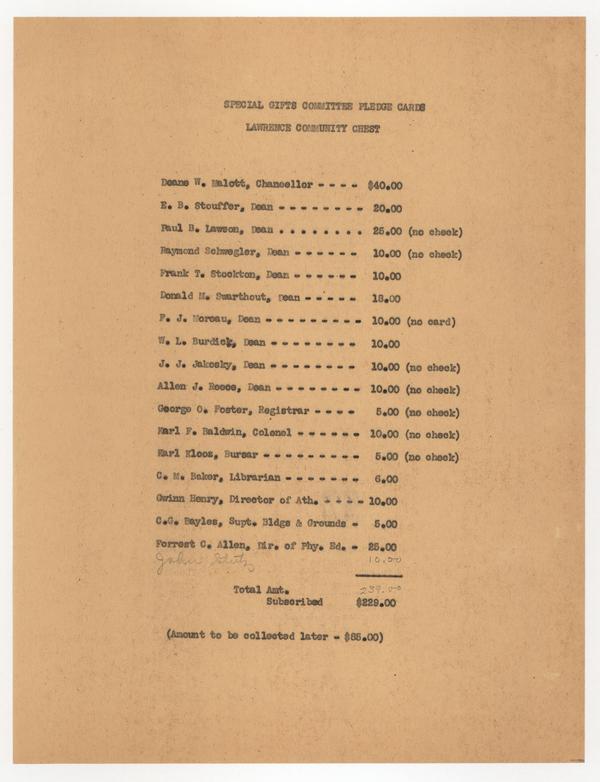 SPECIAL GIFTS COMMITTEE PLEDGE CARDS
LAWRENCE COMMUNITY CHEST
Deane W. Malott, Chancellor - - - - $40.00
E. B. Stouffer, Dean - - - - - - - - 20.00
Paul B. Lawson, Dean . . . . . . . . 25.00 (no check)
Raymond Schwegler, Dean - - - - - - 10.00 (no check)
Frank T. Stockton, Dean - - - - - - 10.00
Donald M. Swarthout, Dean - - - - - 18.00
F. J. Moreau, Dean - - - - - - - - - 10.00 (no card)
W. L. Burdick, Dean - - - - - - - - 10.00
J. J. Jakosky, Dean - - - - - - - - 10.00 (no check)
Allen J. Reece, Dean - - - - - - - - 10.00 (no check)
George O. Foster, Registrar - - - - 5.00 (no check)
Karl F. Baldwin, Colonel - - - - - - 10.00 (no check)
Karl Klooz, Bursar - - - - - - - - - 5.00 (no check)
C. M. Baker, Librarian - - - - - - - 6.00
Gwinn Henry, Director of Ath. - - - - 10.00
C.G. Bayles, Supt. Bldgs & Grounds - 5.00
Forrest C. Allen, Dir. of Phy. Ed. - 25.00
John 10.00
Total Amt. 239.00
Subscribed $229.00
(Amount to be collected later - $85.00)